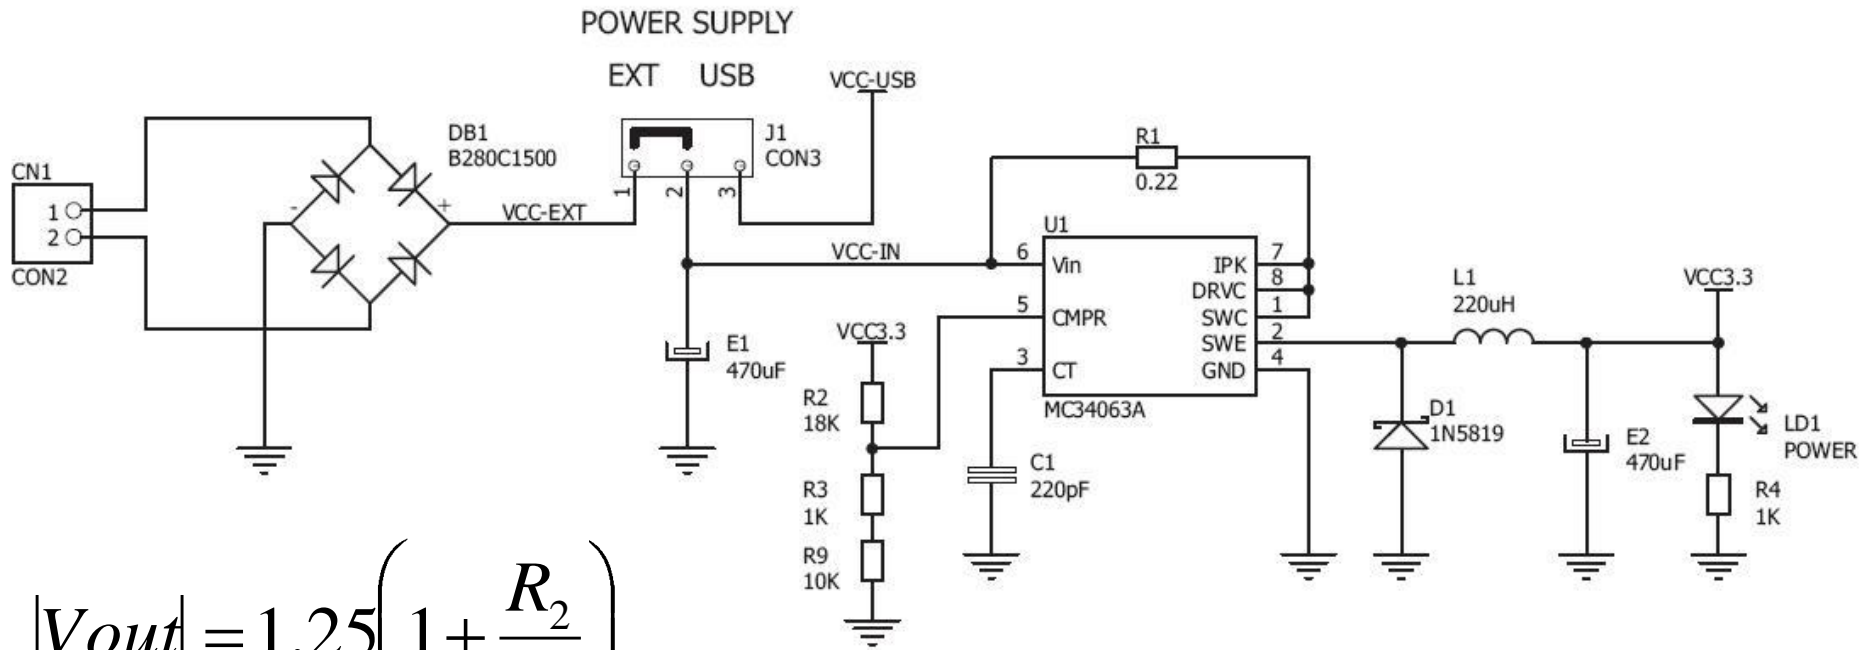 POWER SUPPLY
EXT USB
VCC-USB
DB1
B280C1500
J1
CON3
R1
0.22
CN1
1
2
CON2
-
+
1
2
3
VCC-EXT
VCC-IN
U1
6 Vin
5 CMPR
3 CT
IPK 7
DRVC 8
SWC 1
SWE 2
GND 4
MC34063A
L1
220uH
VCC3.3
E1
470uF
VCC3.3
R2
18K
R3
1K
R9
10K
C1
220pF
D1
1N5819
E2
470uF
LD1
POWER
R4
1K
|Vout| = 1.25(1+ R2